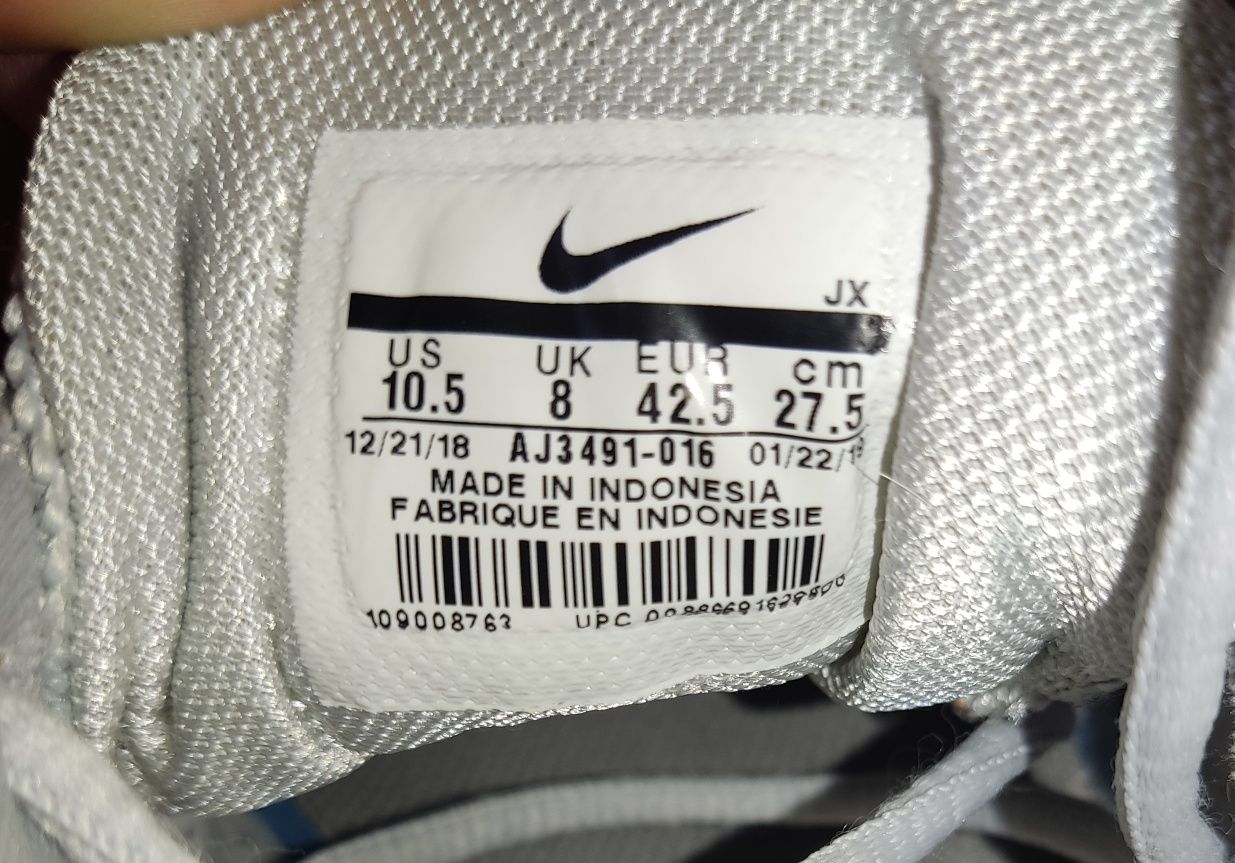 JX
US UK EUR cm
10.5 8 42.5 27.5
12/21/18 AJ3491-016 01/22/19
MADE IN INDONESIA
FABRIQUE EN INDONESIE
109008763 UPC